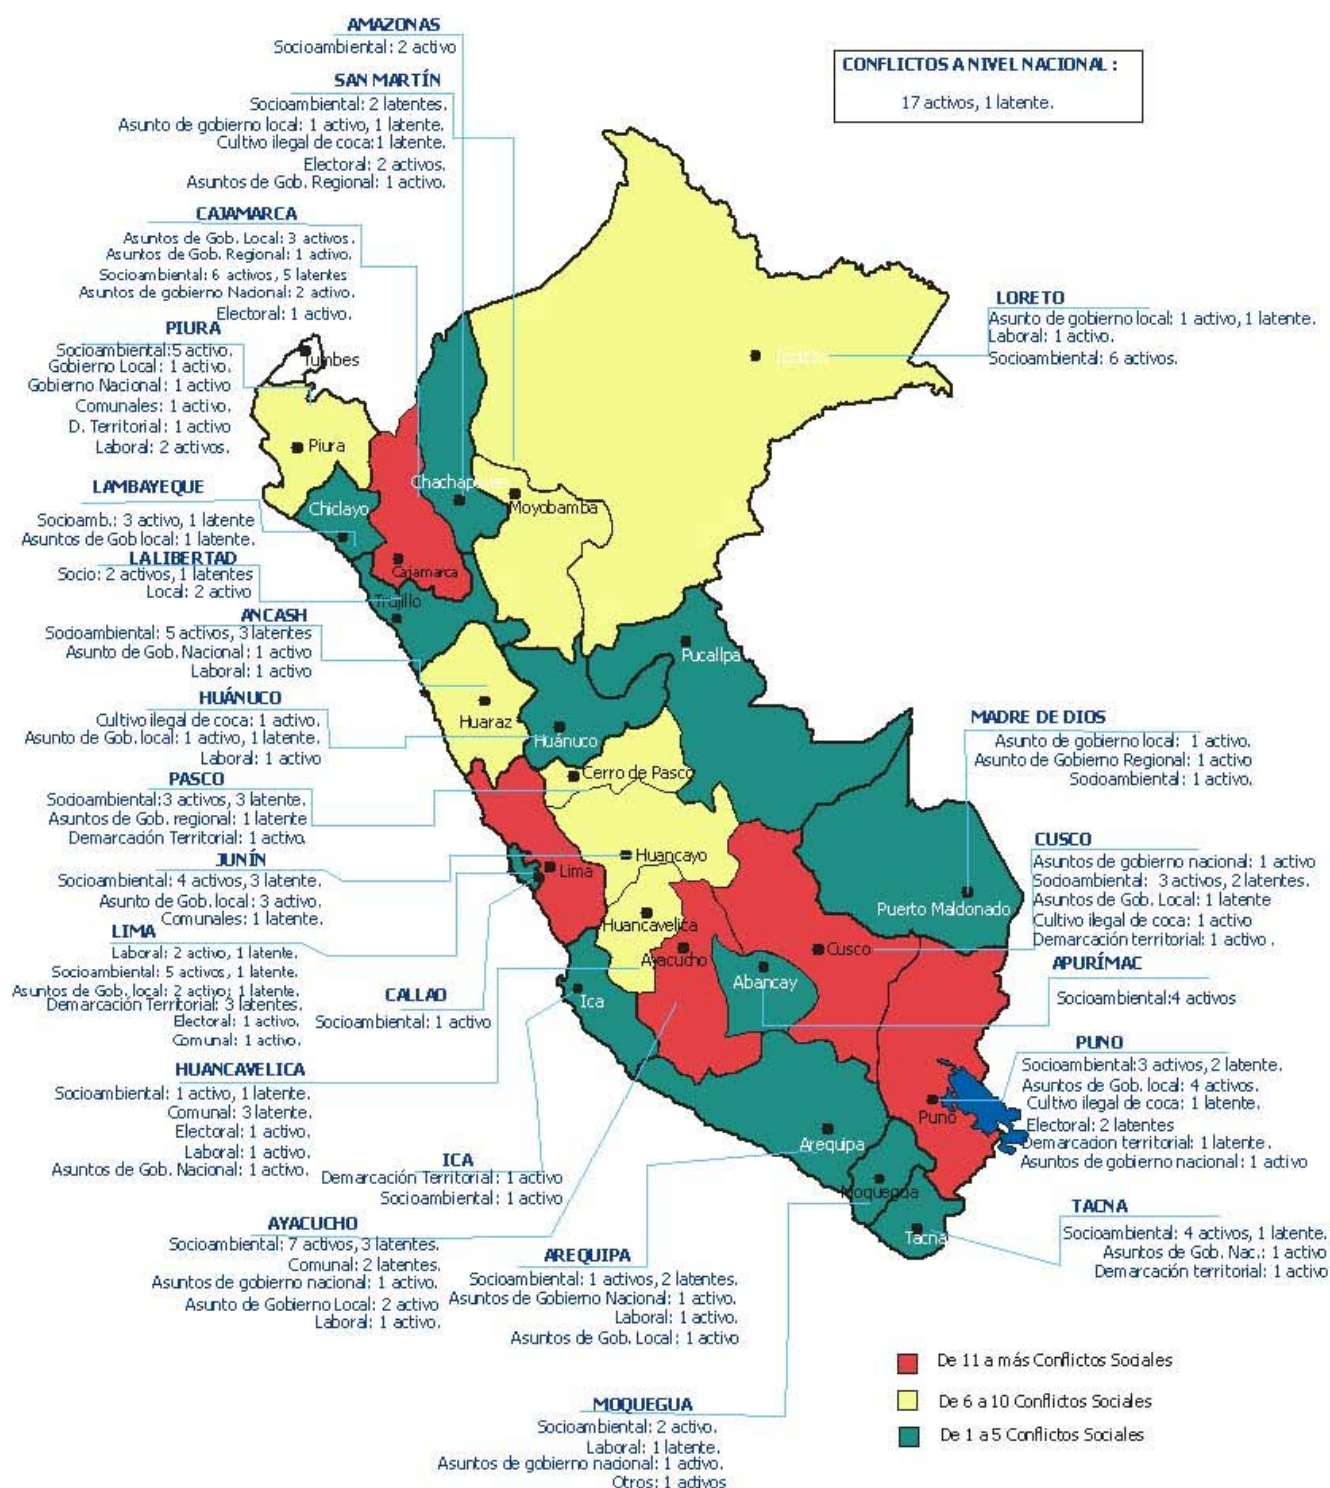 AMAZONAS
Socioambiental: 2 activo
SAN MARTÍN
Socioambiental: 2 latentes.
Asunto de gobierno local: 1 activo, 1 latente.
Cultivo ilegal de coca:1 latente.
Electoral: 2 activos.
Asuntos de Gob. Regional: 1 activo.
CAJAMARCA
Asuntos de Gob. Local: 3 activos.
Asuntos de Gob. Regional: 1 activo.
Socioambiental: 6 activos, 5 latentes
Asuntos de gobierno Nacional: 2 activo.
Electoral: 1 activo.
PIURA
Socioambiental:5 activo.
Gobierno Local: 1 activo.
Gobierno Nacional: 1 activo
Comunales: 1 activo.
D. Territorial: 1 activo
Laboral: 2 activos.
LAMBAYEQUE
Socioamb.: 3 activo, 1 latente
Asuntos de Gob local: 1 latente.
LA LIBERTAD
Socio: 2 activos, 1 latentes
Local: 2 activo
ANCASH
Socioambiental: 5 activos, 3 latentes
Asunto de Gob. Nacional: 1 activo
Laboral: 1 activo
HUÁNUCO
Cultivo ilegal de coca: 1 activo.
Asunto de Gob. local: 1 activo, 1 latente.
Laboral: 1 activo
PASCO
Socioambiental:3 activos, 3 latente.
Asuntos de Gob. regional: 1 latente
Demarcación Territorial: 1 activo.
JUNÍN
Socioambiental: 4 activos, 3 latente.
Asunto de Gob. local: 3 activo.
Comunales: 1 latente.
LIMA
Laboral: 2 activo, 1 latente.
Socioambiental: 5 activos, 1 latente.
Asuntos de Gob. local: 2 activo; 1 latente.
Demarcación Territorial: 3 latentes.
Electoral: 1 activo.
Comunal: 1 activo.
CALLAO
Socioambiental: 1 activo
HUANCAVELICA
Socioambiental: 1 activo, 1 latente.
Comunal: 3 latente.
Electoral: 1 activo.
Laboral: 1 activo.
Asuntos de Gob. Nacional: 1 activo.
ICA
Demarcación Territorial: 1 activo
Socioambiental: 1 activo
AYACUCHO
Socioambiental: 7 activos, 3 latentes.
Comunal: 2 latentes.
Asuntos de gobierno nacional: 1 activo.
Asunto de Gobierno Local: 2 activo
Laboral: 1 activo.
AREQUIPA
Socioambiental: 1 activos, 2 latentes.
Asuntos de Gobierno Nacional: 1 activo.
Laboral: 1 activo.
Asuntos de Gob. Local: 1 activo
MOQUEGUA
Socioambiental: 2 activo.
Laboral: 1 latente.
Asuntos de gobierno nacional: 1 activo.
Otros: 1 activos
CONFLICTOS A NIVEL NACIONAL :
17 activos, 1 latente.
LORETO
Asunto de gobierno local: 1 activo, 1 latente.
Laboral: 1 activo.
Socioambiental: 6 activos.
MADRE DE DIOS
Asunto de gobierno local: 1 activo.
Asunto de Gobierno Regional: 1 activo
Socioambiental: 1 activo.
CUSCO
Asuntos de gobierno nacional: 1 activo
Socioambiental: 3 activos, 2 latentes.
Asuntos de Gob. Local: 1 latente
Cultivo ilegal de coca: 1 activo
Demarcación territorial: 1 activo .
APURÍMAC
Socioambiental:4 activos
PUNO
Socioambiental:3 activos, 2 latente.
Asuntos de Gob. local: 4 activos.
Cultivo ilegal de coca: 1 latente.
Electoral: 2 latentes
Demarcacion territorial: 1 latente .
Asuntos de gobierno nacional: 1 activo
TACNA
Socioambiental: 4 activos, 1 latente.
Asuntos de Gob. Nac.: 1 activo
Demarcación territorial: 1 activo
Tumbes
Piura
Chiclayo
Chachapoyas
Moyobamba
Cajamarca
Trujillo
Pucallpa
Huaraz
Huánuco
Cerro de Pasco
Huancayo
Lima
Huancavelica
Puerto Maldonado
Ayacucho
Cusco
Abancay
Ica
Puno
Arequipa
Moquegua
Tacna
De 11 a más Conflictos Sociales
De 6 a 10 Conflictos Sociales
De 1 a 5 Conflictos Sociales